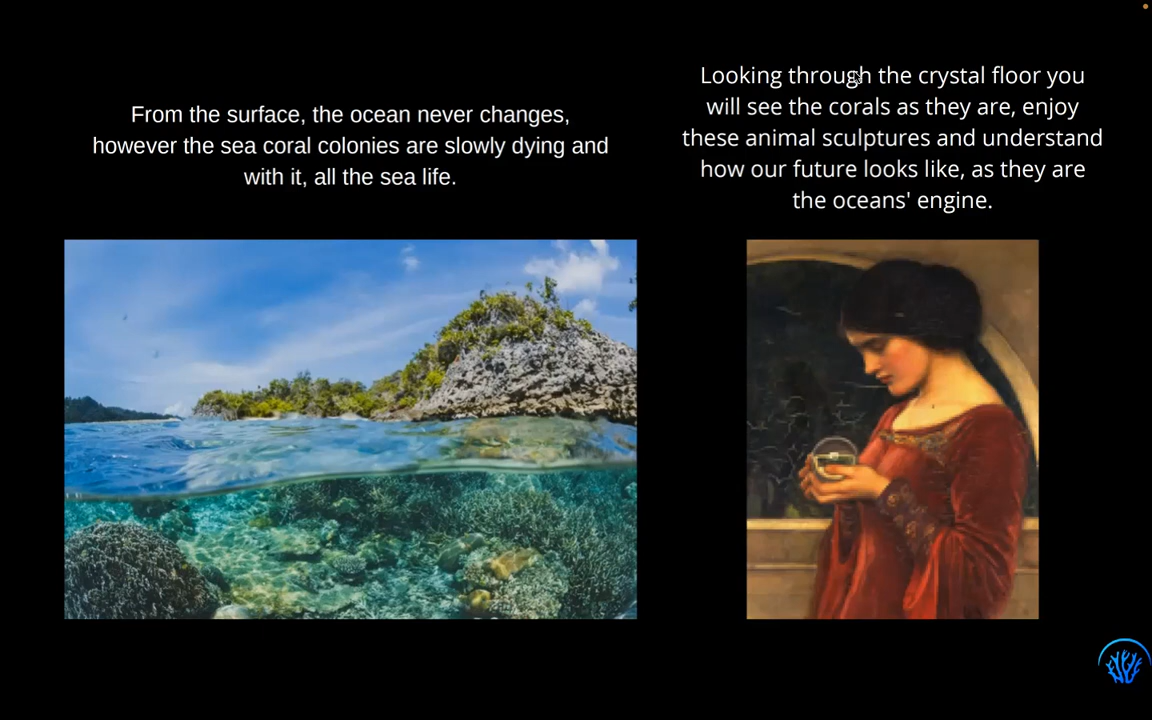 From the surface, the ocean never changes,
however the sea coral colonies are slowly dying and
with it, all the sea life.
Looking through the crystal floor you
will see the corals as they are, enjoy
these animal sculptures and understand
how our future looks like, as they are
the oceans' engine.